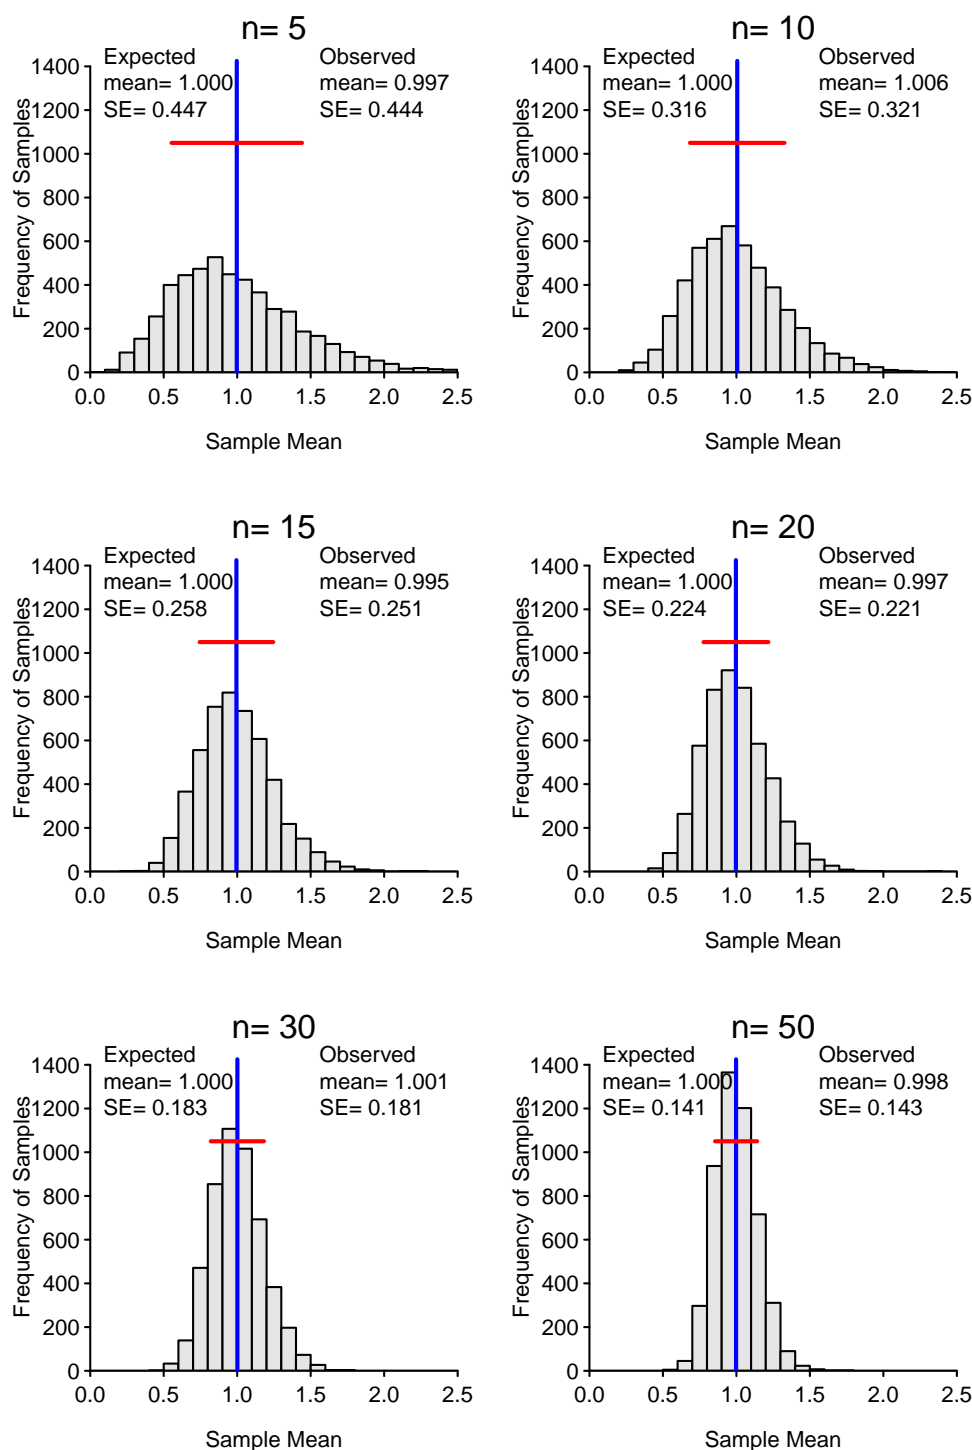 n= 5
Expected
mean= 1.000
SE= 0.447
Observed
mean= 0.997
SE= 0.444
Frequency of Samples
1400
1200
1000
800
600
400
200
0
0.0 0.5 1.0 1.5 2.0 2.5
Sample Mean
n= 10
Expected
mean= 1.000
SE= 0.316
Observed
mean= 1.006
SE= 0.321
Frequency of Samples
1400
1200
1000
800
600
400
200
0
0.0 0.5 1.0 1.5 2.0 2.5
Sample Mean
n= 15
Expected
mean= 1.000
SE= 0.258
Observed
mean= 0.995
SE= 0.251
Frequency of Samples
1400
1200
1000
800
600
400
200
0
0.0 0.5 1.0 1.5 2.0 2.5
Sample Mean
n= 20
Expected
mean= 1.000
SE= 0.224
Observed
mean= 0.997
SE= 0.221
Frequency of Samples
1400
1200
1000
800
600
400
200
0
0.0 0.5 1.0 1.5 2.0 2.5
Sample Mean
n= 30
Expected
mean= 1.000
SE= 0.183
Observed
mean= 1.001
SE= 0.181
Frequency of Samples
1400
1200
1000
800
600
400
200
0
0.0 0.5 1.0 1.5 2.0 2.5
Sample Mean
n= 50
Expected
mean= 1.000
SE= 0.141
Observed
mean= 0.998
SE= 0.143
Frequency of Samples
1400
1200
1000
800
600
400
200
0
0.0 0.5 1.0 1.5 2.0 2.5
Sample Mean